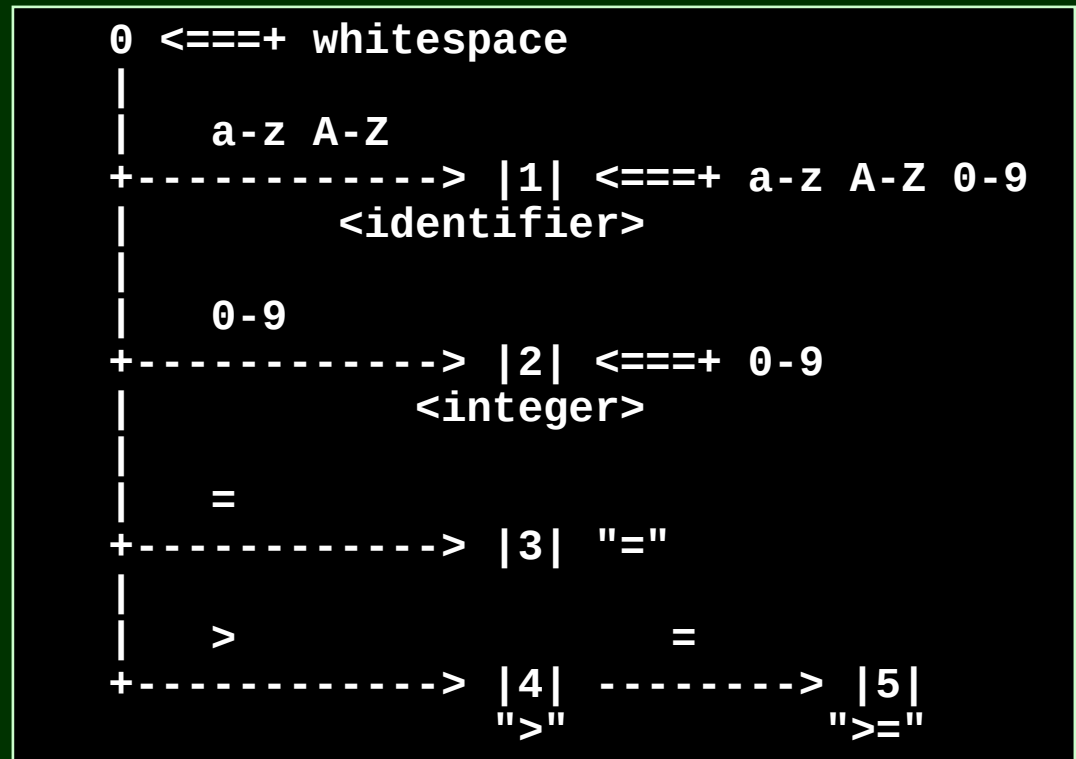 0 <===+ whitespace
|
|   a-z A-Z
+------------> |1| <===+ a-z A-Z 0-9
|        <identifier>
|
|   0-9
+------------> |2| <===+ 0-9
|           <integer>
|
|   =
+------------> |3| "="
|
|   >                 =
+------------> |4| --------> |5|
               ">"          ">="